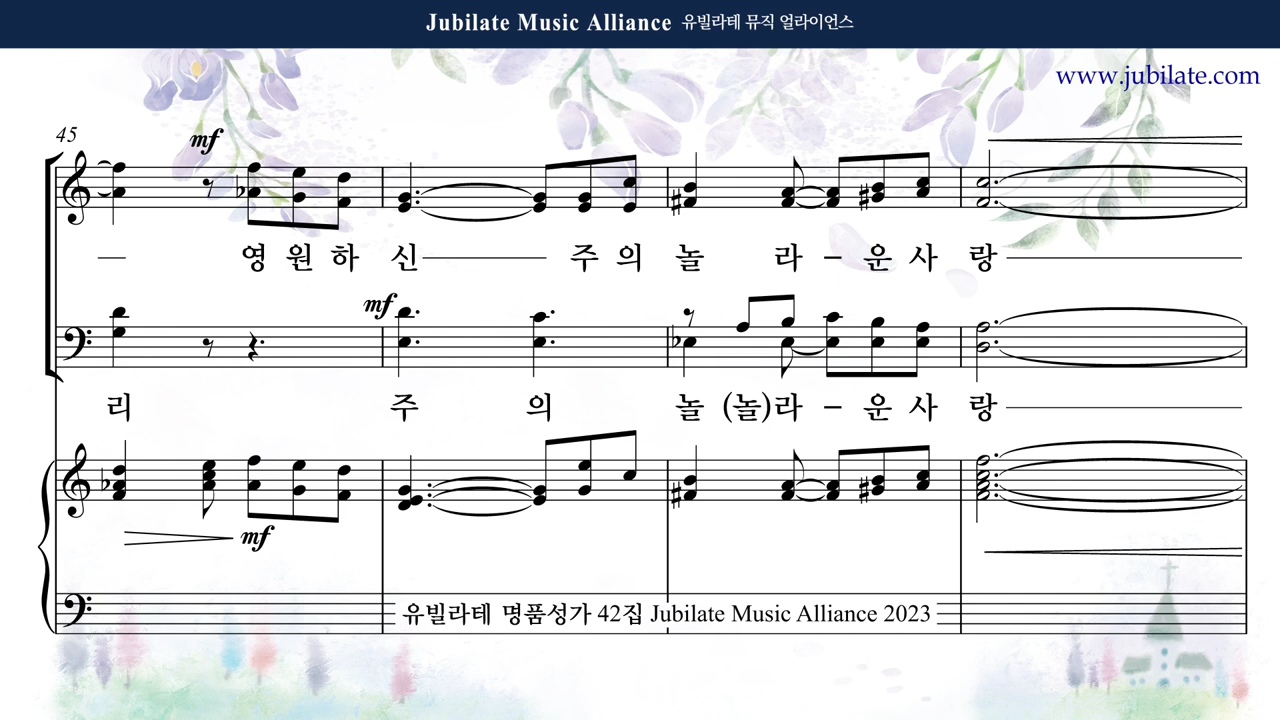 Jubilate Music Alliance 유빌라테 뮤직 얼라이언스
www.jubilate.com
45
mf
영 원 하 신 주 의 놀 라 - 운 사 랑
mf
리 주 의 놀 (놀)라 - 운 사 랑
mf
유빌라테 명품성가 42집 Jubilate Music Alliance 2023